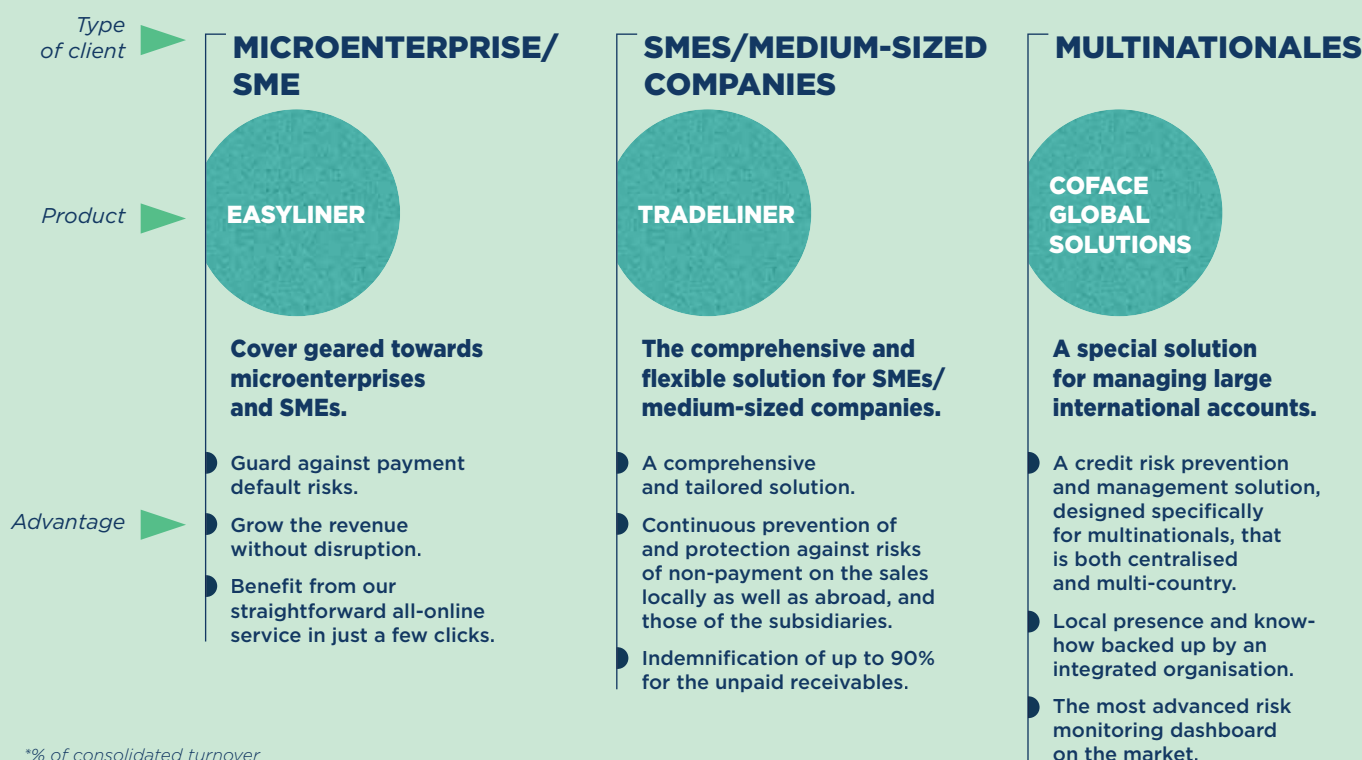 Type
of client
MICROENTERPRISE/
SME
SMES/MEDIUM-SIZED
COMPANIES
MULTINATIONALES
Product
EASYLINER
TRADELINER
COFACE
GLOBAL
SOLUTIONS
Cover geared towards
microenterprises
and SMEs.
The comprehensive and
flexible solution for SMEs/
medium-sized companies.
A special solution
for managing large
international accounts.
Advantage
Guard against payment
default risks.
Grow the revenue
without disruption.
Benefit from our
straightforward all-online
service in just a few clicks.
A comprehensive
and tailored solution.
Continuous prevention of
and protection against risks
of non-payment on the sales
locally as well as abroad, and
those of the subsidiaries.
Indemnification of up to 90%
for the unpaid receivables.
A credit risk prevention
and management solution,
designed specifically
for multinationals, that
is both centralised
and multi-country.
Local presence and know-
how backed up by an
integrated organisation.
The most advanced risk
monitoring dashboard
on the market.
*% of consolidated turnover